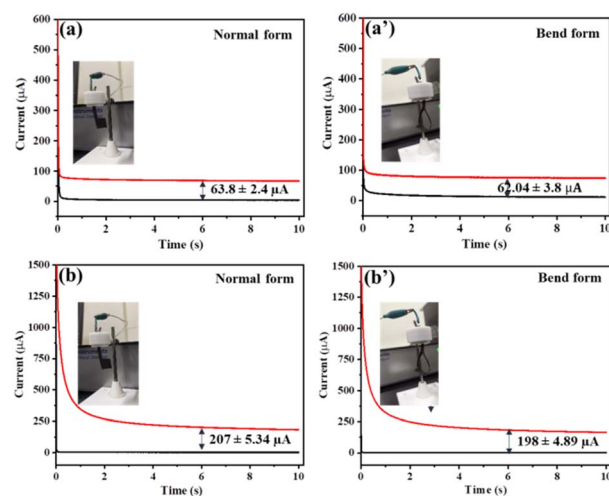 (a)
Normal form
Current (µA)
600
500
400
300
200
100
0
63.8 ± 2.4 µA
0 2 4 6 8 10
Time (s)
(a')
Bend form
Current (µA)
600
500
400
300
200
100
0
62.04 ± 3.8 µA
0 2 4 6 8 10
Time (s)
(b)
Normal form
Current (µA)
1500
1250
1000
750
500
250
0
207 ± 5.34 µA
0 2 4 6 8 10
Time (s)
(b')
Bend form
Current (µA)
1500
1250
1000
750
500
250
0
198 ± 4.89 µA
0 2 4 6 8 10
Time (s)